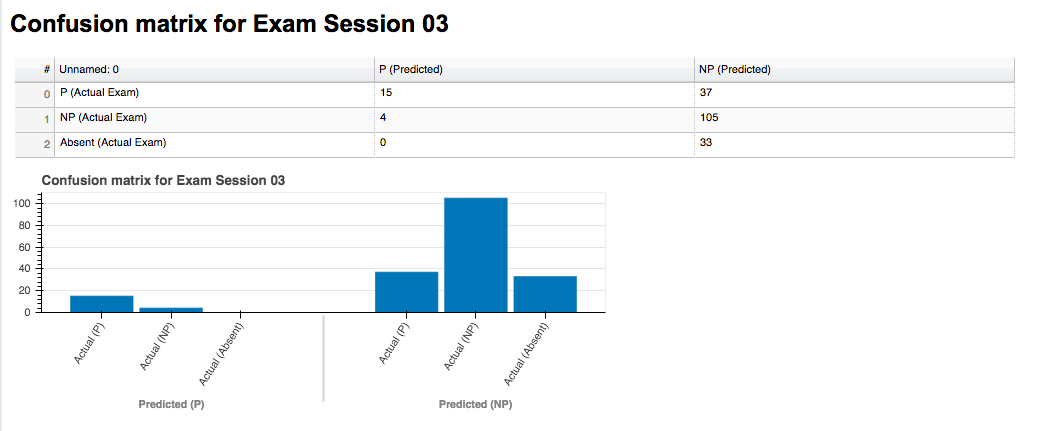 Confusion matrix for Exam Session 03
# Unnamed: 0 P (Predicted) NP (Predicted)
0 P (Actual Exam) 15 37
1 NP (Actual Exam) 4 105
2 Absent (Actual Exam) 0 33
Confusion matrix for Exam Session 03
100
80
60
40
20
0
Actual (P) Actual (NP) Actual (Absent) Actual (P) Actual (NP) Actual (Absent)
Predicted (P) Predicted (NP)